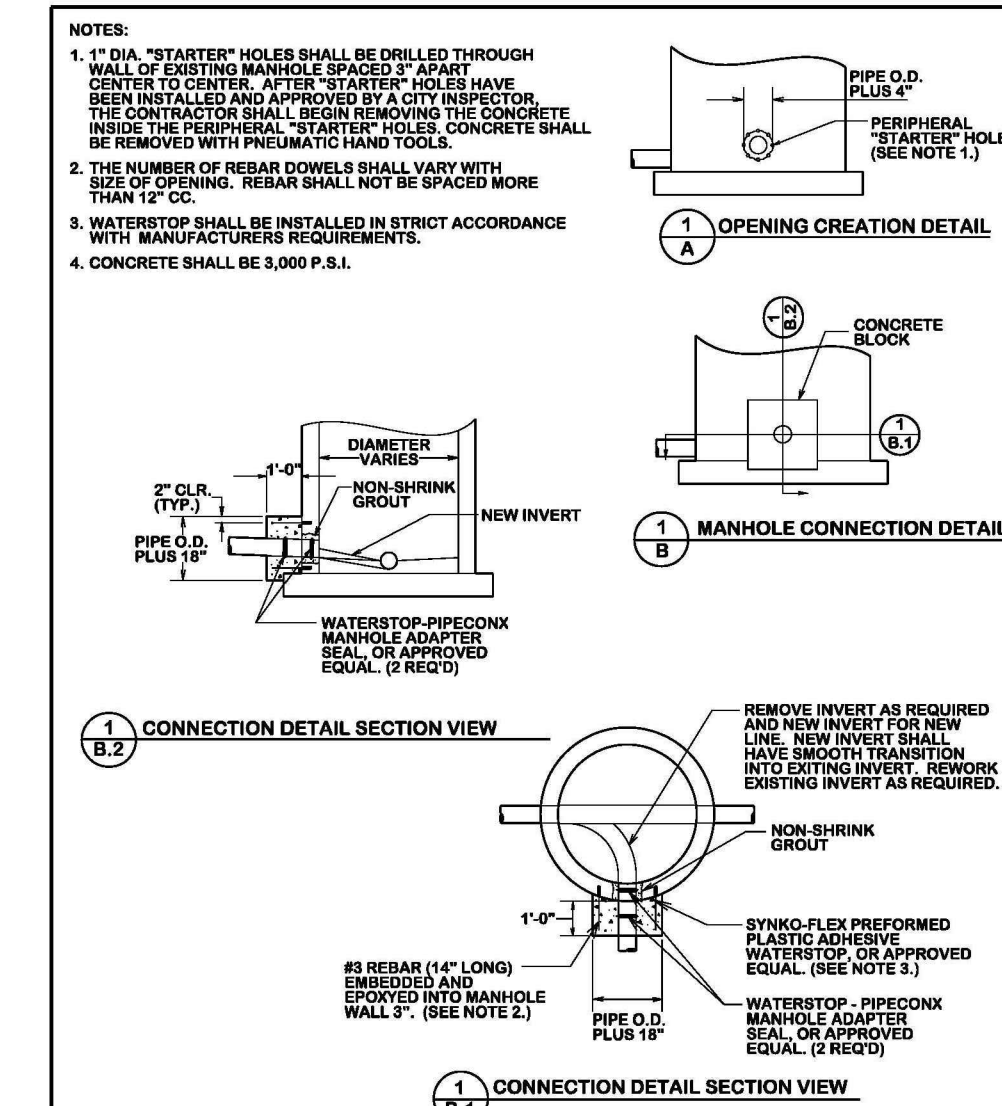 NOTES:
1. 1" DIA. "STARTER" HOLES SHALL BE DRILLED THROUGH
WALL OF EXISTING MANHOLE SPACED 3" APART
CENTER TO CENTER. AFTER "STARTER" HOLES HAVE
BEEN INSTALLED AND APPROVED BY A CITY INSPECTOR,
THE CONTRACTOR SHALL BEGIN REMOVING THE CONCRETE
INSIDE THE PERIPHERAL "STARTER" HOLES. CONCRETE SHALL
BE REMOVED WITH PNEUMATIC HAND TOOLS.
2. THE NUMBER OF REBAR DOWELS SHALL VARY WITH
SIZE OF OPENING. REBAR SHALL NOT BE SPACED MORE
THAN 12" CC.
3. WATERSTOP SHALL BE INSTALLED IN STRICT ACCORDANCE
WITH MANUFACTURERS REQUIREMENTS.
4. CONCRETE SHALL BE 3,000 P.S.I.
PIPE O.D.
PLUS 4"
PERIPHERAL
"STARTER" HOLE
(SEE NOTE 1.)
1
A
OPENING CREATION DETAIL
1
B.2
CONCRETE
BLOCK
1
B.1
1
B
MANHOLE CONNECTION DETAIL
DIAMETER
VARIES
1'-0"
2" CLR.
(TYP.)
NON-SHRINK
GROUT
NEW INVERT
PIPE O.D.
PLUS 18"
WATERSTOP-PIPECONX
MANHOLE ADAPTER
SEAL, OR APPROVED
EQUAL. (2 REQ'D)
1
B.2
CONNECTION DETAIL SECTION VIEW
REMOVE INVERT AS REQUIRED
AND NEW INVERT FOR NEW
LINE. NEW INVERT SHALL
HAVE SMOOTH TRANSITION
INTO EXITING INVERT. REWORK
EXISTING INVERT AS REQUIRED.
NON-SHRINK
GROUT
1'-0"
SYNKO-FLEX PREFORMED
PLASTIC ADHESIVE
WATERSTOP, OR APPROVED
EQUAL. (SEE NOTE 3.)
#3 REBAR (14" LONG)
EMBEDDED AND
EPOXYED INTO MANHOLE
WALL 3". (SEE NOTE 2.)
PIPE O.D.
PLUS 18"
WATERSTOP - PIPECONX
MANHOLE ADAPTER
SEAL, OR APPROVED
EQUAL. (2 REQ'D)
1
B.1
CONNECTION DETAIL SECTION VIEW